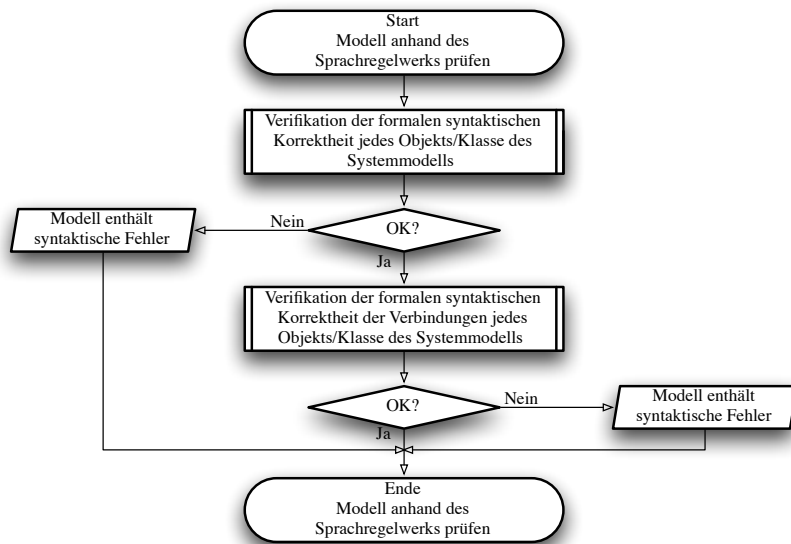 Start
Modell anhand des
Sprachregelwerks prüfen
Verifikation der formalen syntaktischen
Korrektheit jedes Objekts/Klasse des
Systemmodells
Modell enthält
syntaktische Fehler
Nein
OK?
Ja
Verifikation der formalen syntaktischen
Korrektheit der Verbindungen jedes
Objekts/Klasse des Systemmodells
OK?
Nein
Modell enthält
syntaktische Fehler
Ja
Ende
Modell anhand des
Sprachregelwerks prüfen